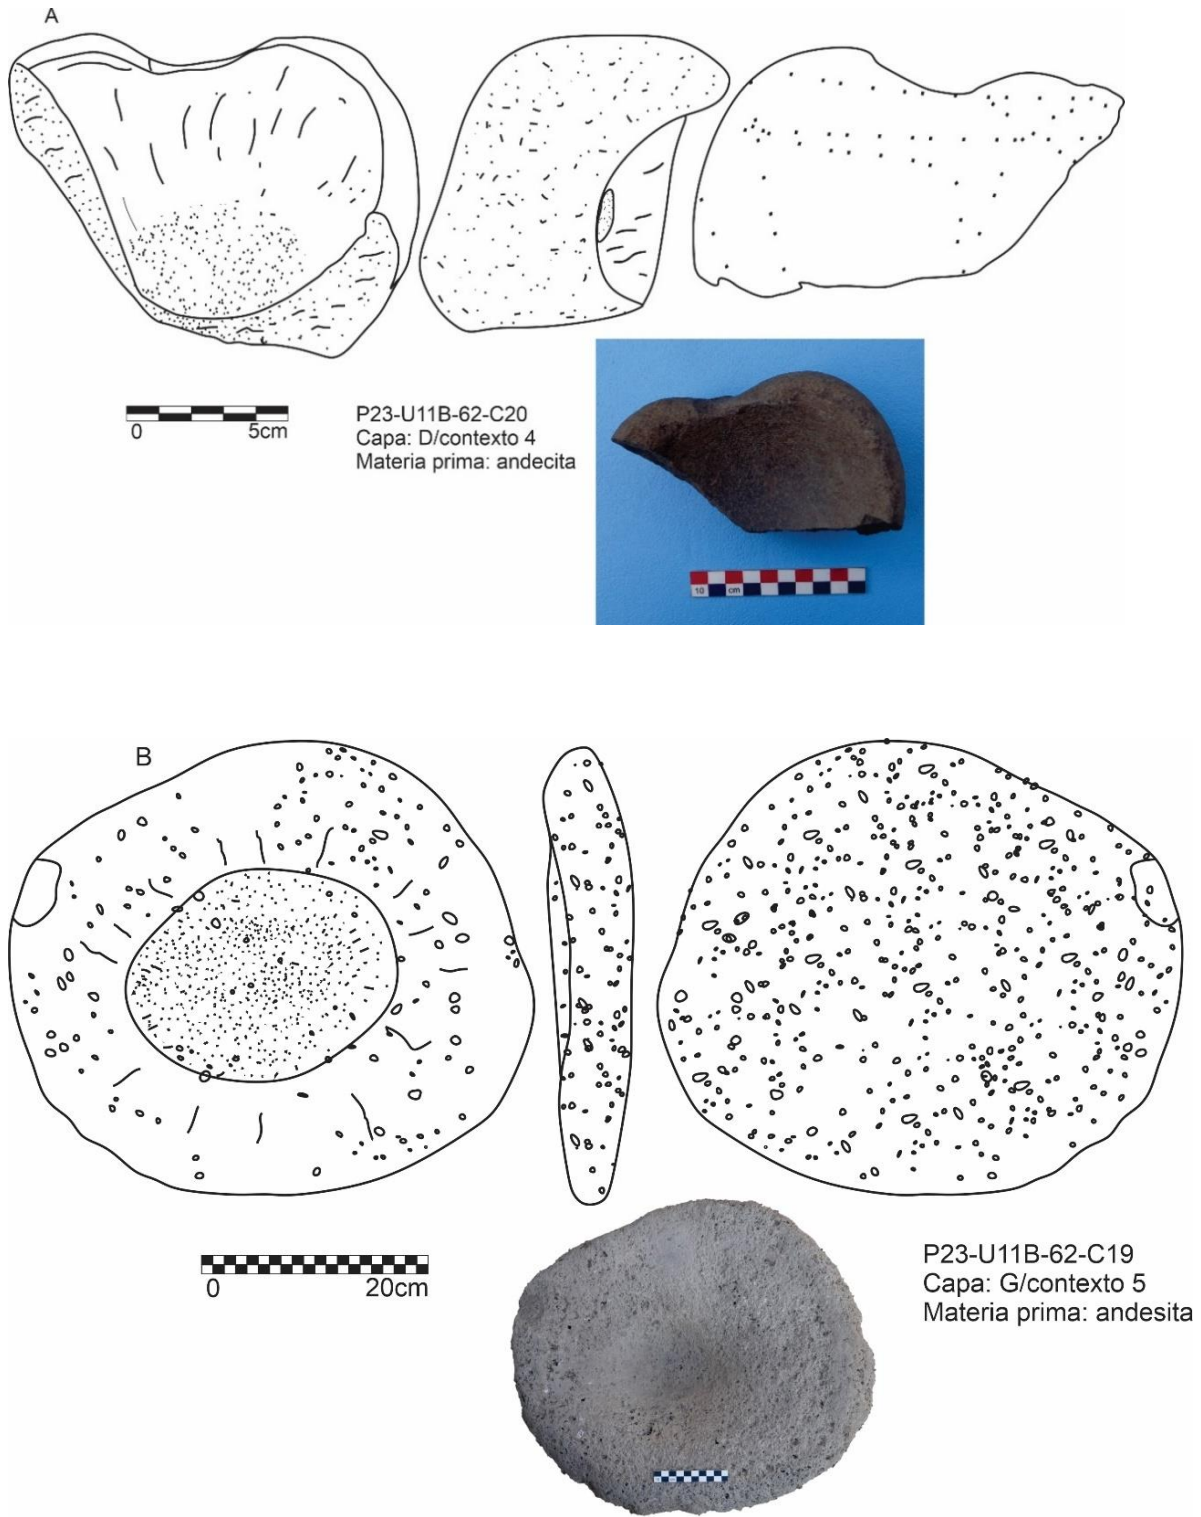 A
0 5cm
P23-U11B-62-C20
Capa: D/contexto 4
Materia prima: andecita
10 cm
B
0 20cm
P23-U11B-62-C19
Capa: G/contexto 5
Materia prima: andesita